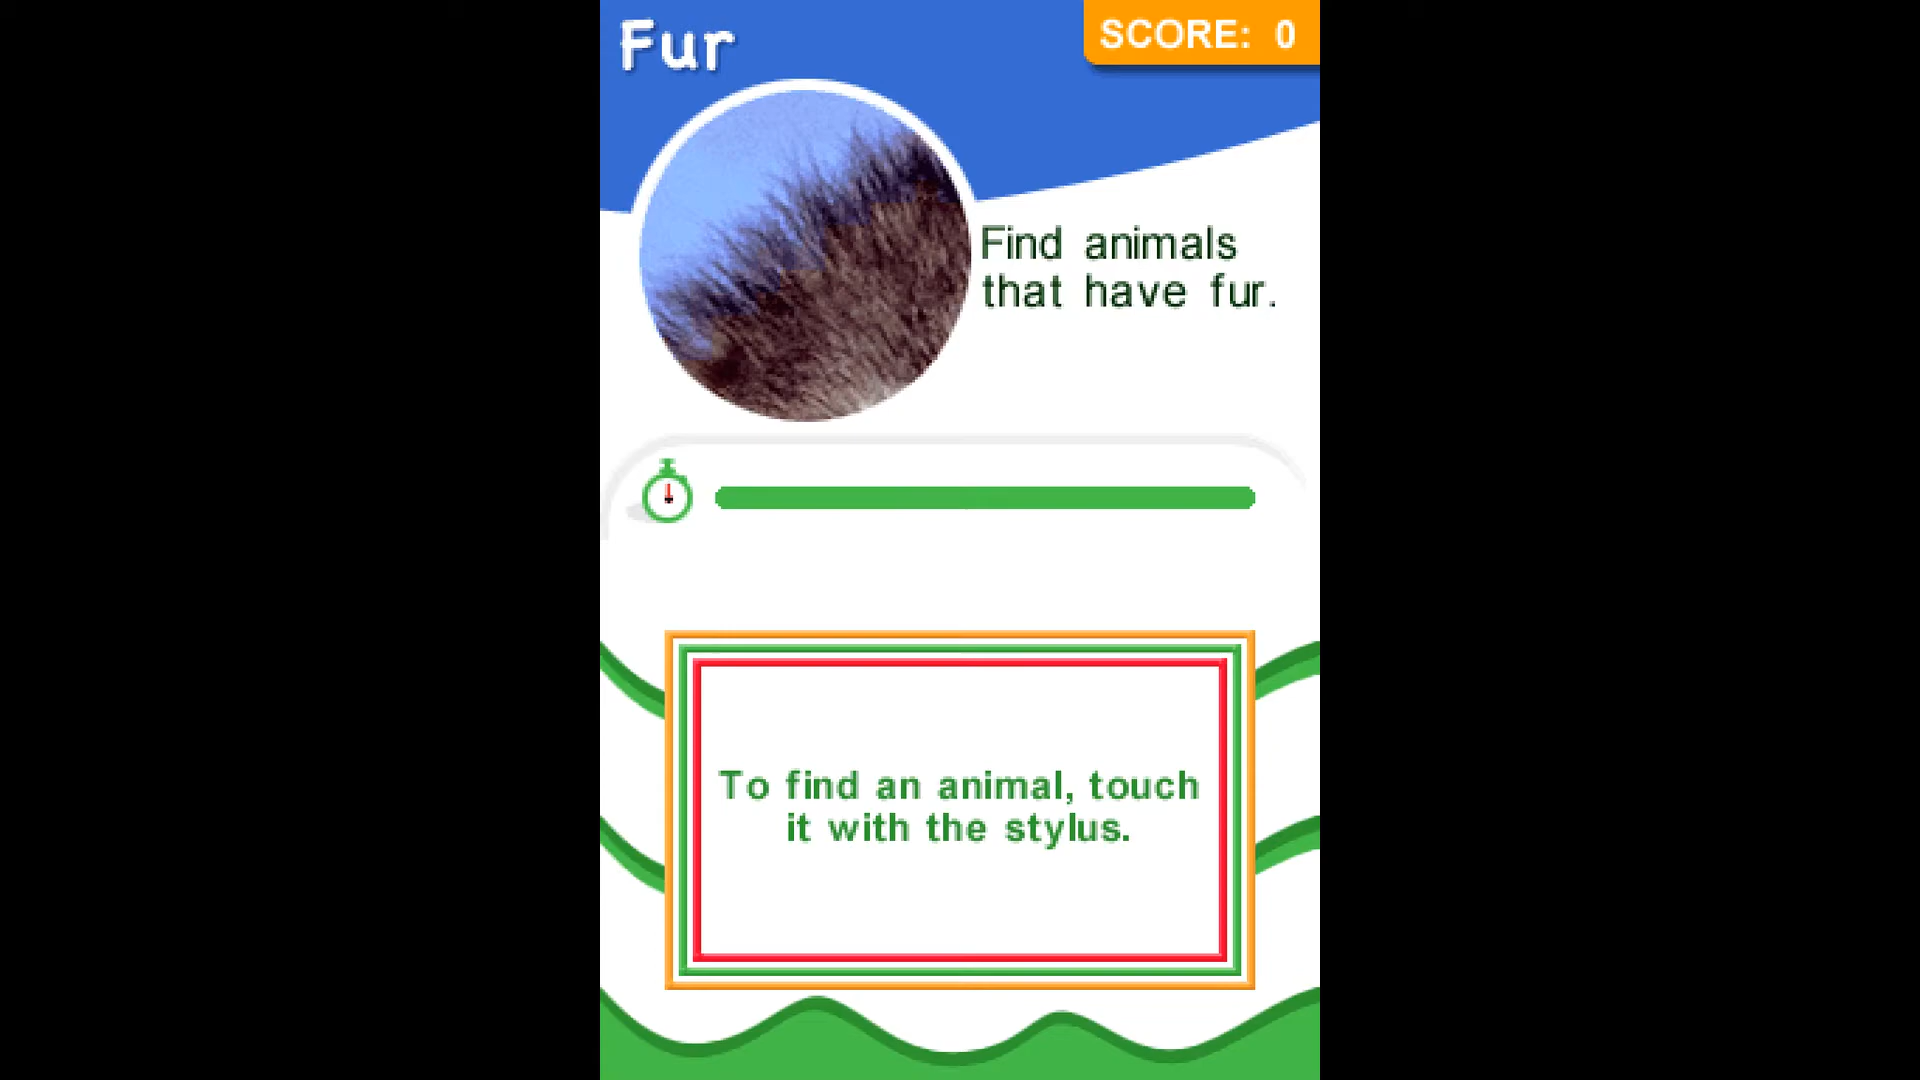 Fur
SCORE: 0
Find animals
that have fur.
To find an animal, touch
it with the stylus.